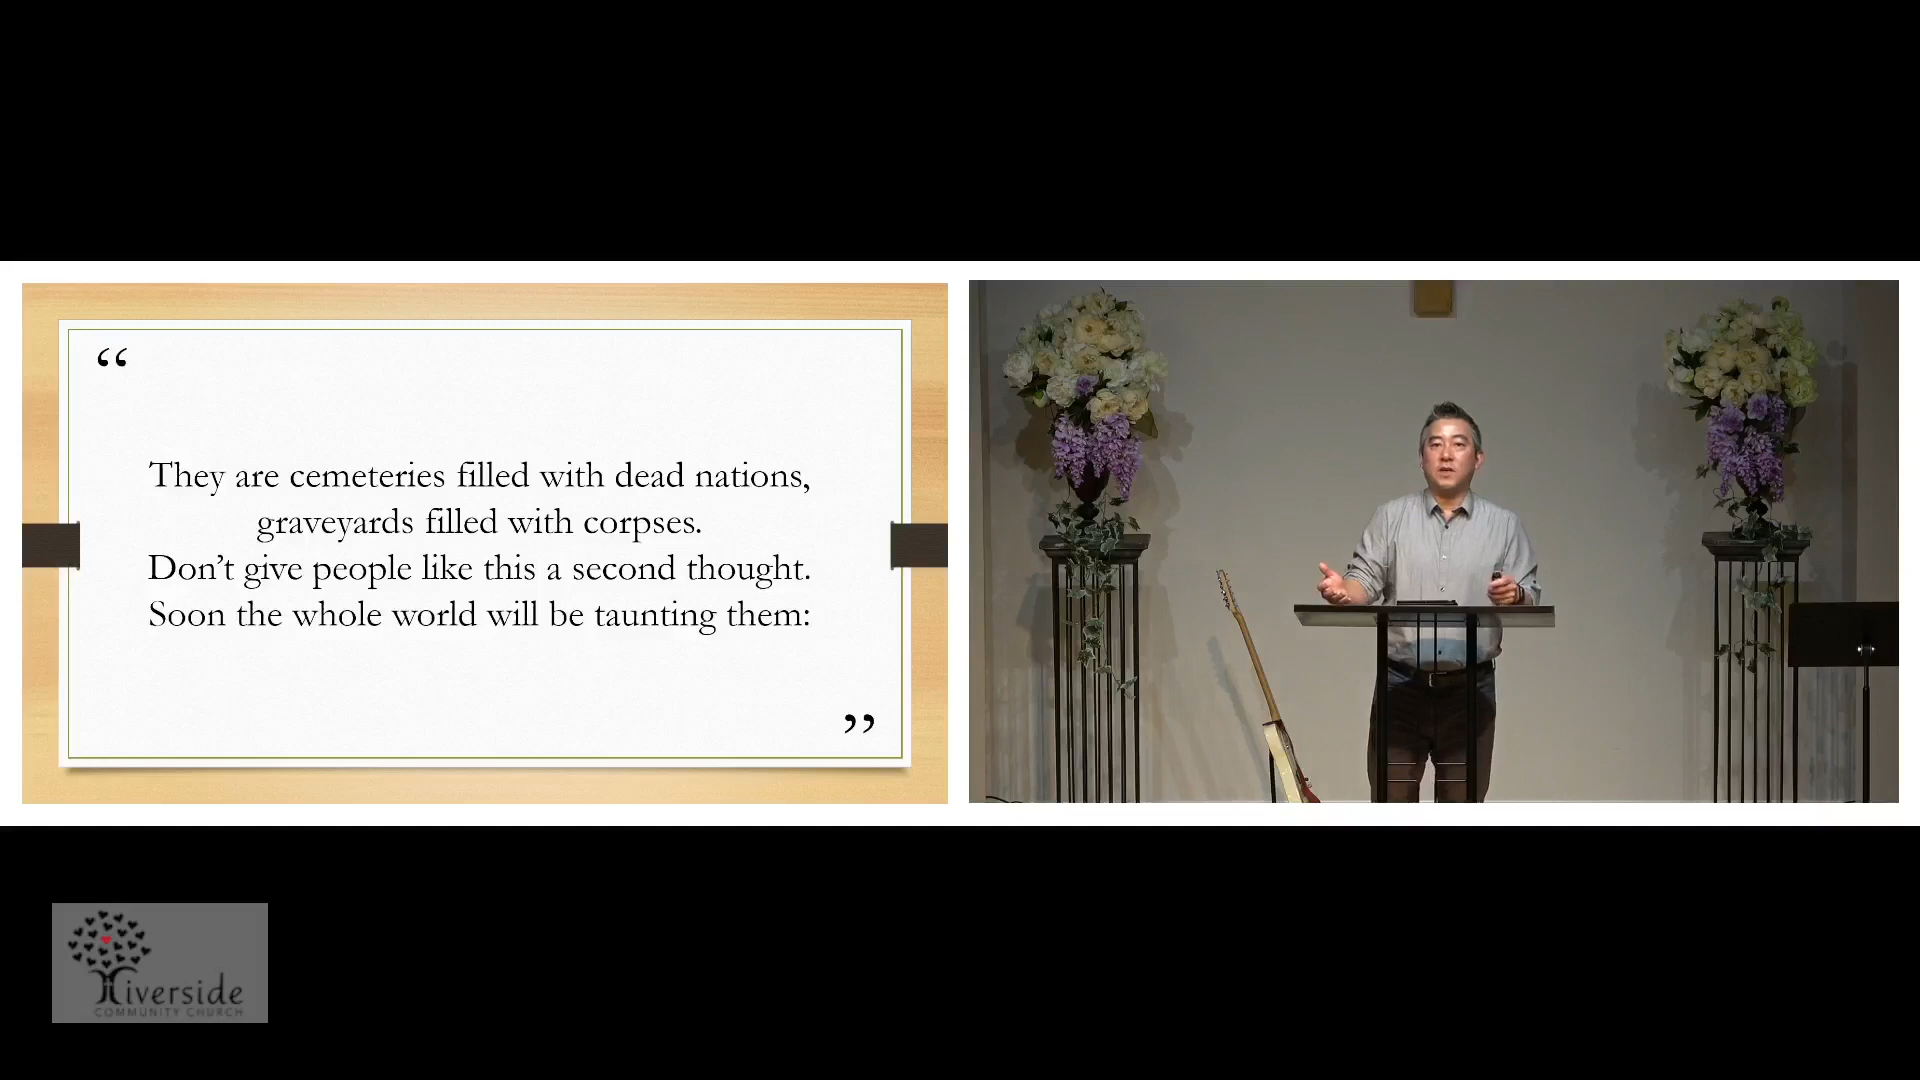 “
They are cemeteries filled with dead nations,
graveyards filled with corpses.
Don’t give people like this a second thought.
Soon the whole world will be taunting them:
”
Riverside
COMMUNITY CHURCH